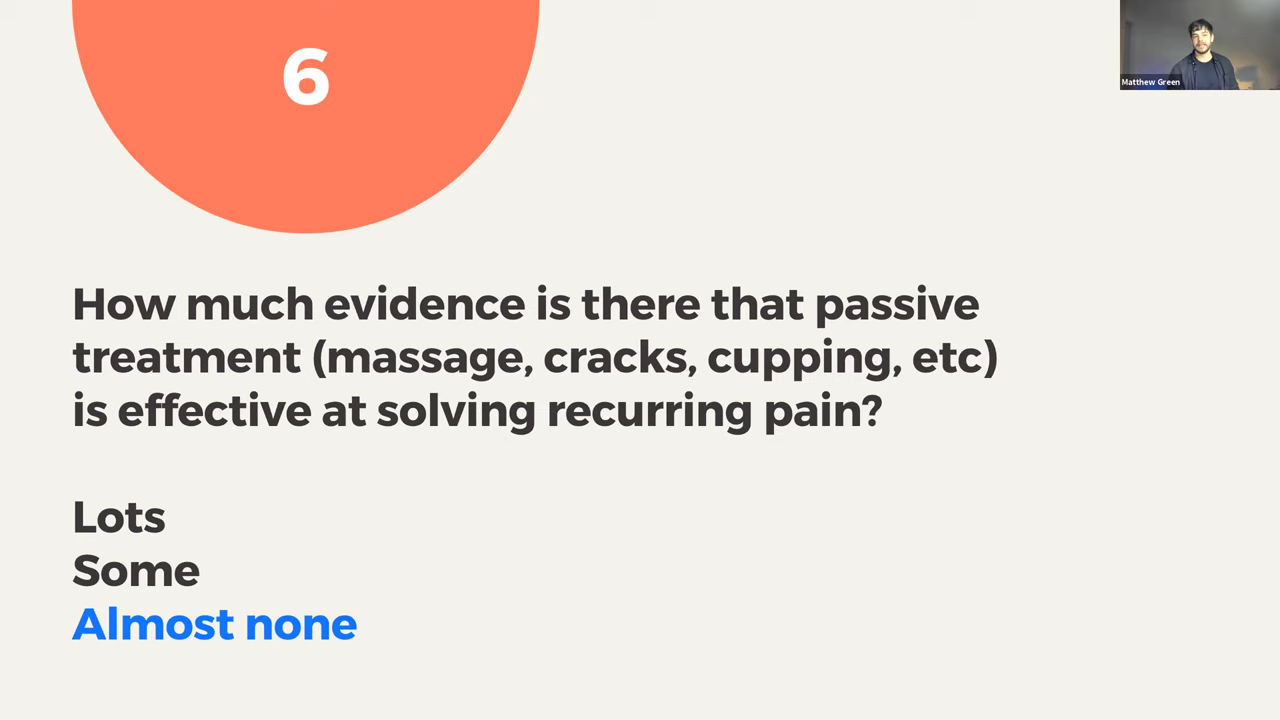 6
Matthew Green
How much evidence is there that passive
treatment (massage, cracks, cupping, etc)
is effective at solving recurring pain?
Lots
Some
Almost none